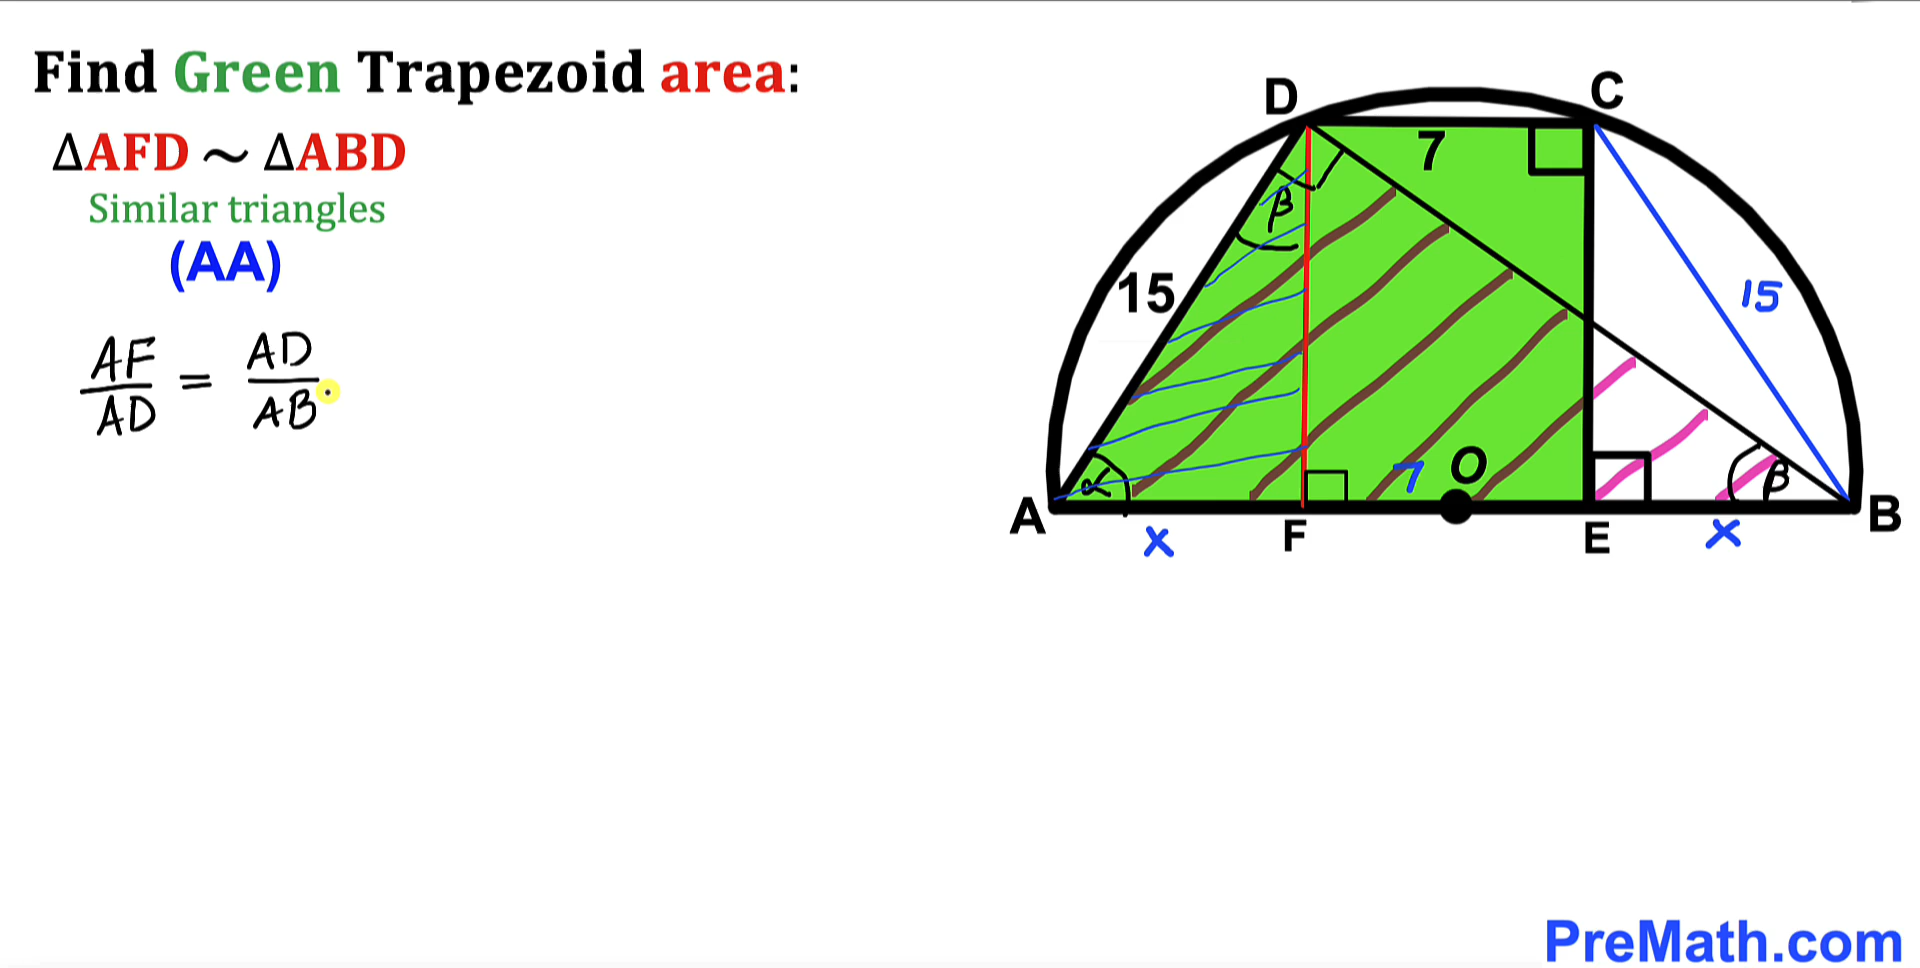 Find Green Trapezoid area:
ΔAFD ~ ΔABD
Similar triangles
(AA)
AF/AD = AD/AB
D
C
7
β
15
15
α
7
O
β
A
F
E
B
x
x
PreMath.com